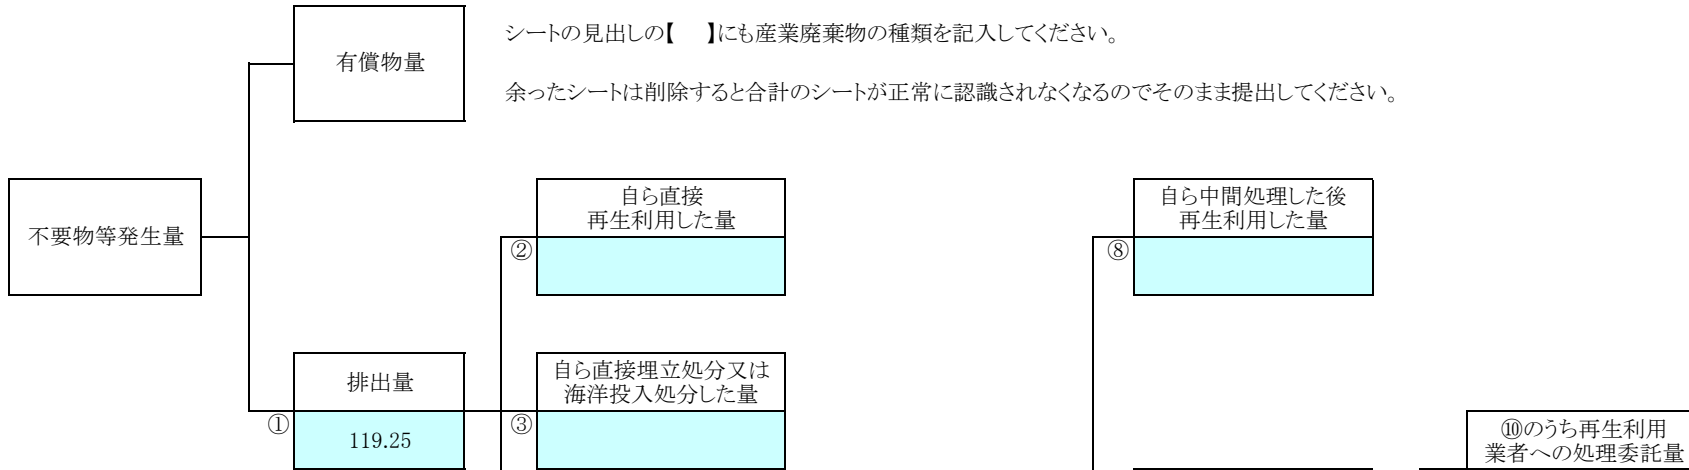 シートの見出しの【　】にも産業廃棄物の種類を記入してください。
有償物量
余ったシートは削除すると合計のシートが正常に認識されなくなるのでそのまま提出してください。
自ら直接
再生利用した量
自ら中間処理した後
再生利用した量
不要物等発生量
②
⑧
排出量
自ら直接埋立処分又は
海洋投入処分した量
①
119.25
③
⑩のうち再生利用
業者への処理委託量